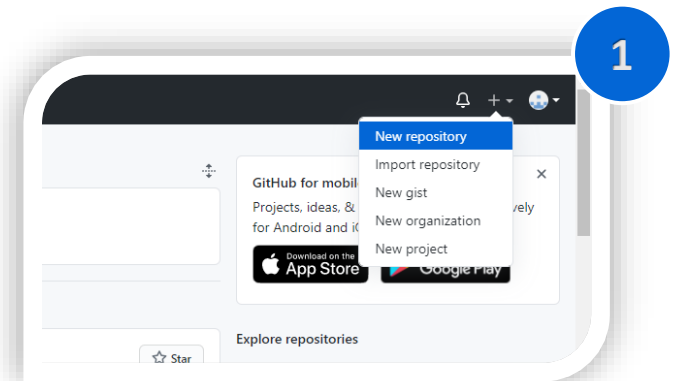 1
New repository
Import repository
New gist
New organization
New project
GitHub for mobil
Projects, ideas, & vely
for Android and i
Download on the
App Store
Google Play
Explore repositories
Star